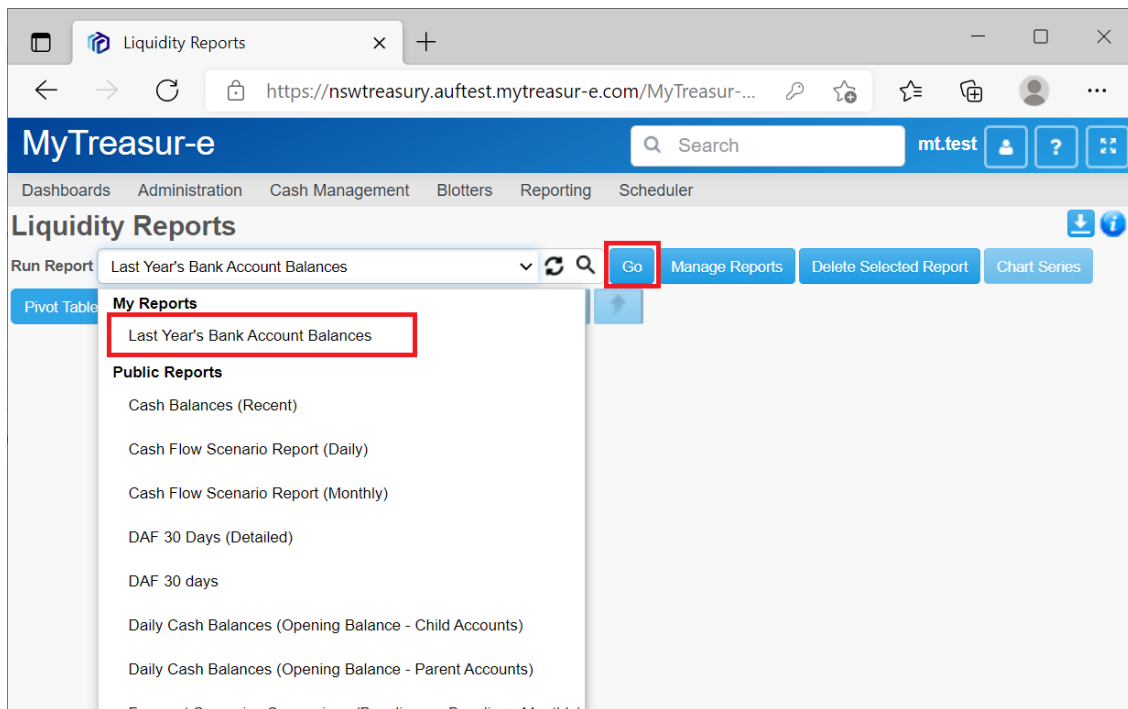 Liquidity Reports
https://nswtreasury.auftest.mytreasur-e.com/MyTreasur-...
MyTreasur-e
Search
mt.test
?
Dashboards Administration Cash Management Blotters Reporting Scheduler
Liquidity Reports
Run Report Last Year's Bank Account Balances Go Manage Reports Delete Selected Report Chart Series
Pivot Table
My Reports
Last Year's Bank Account Balances
Public Reports
Cash Balances (Recent)
Cash Flow Scenario Report (Daily)
Cash Flow Scenario Report (Monthly)
DAF 30 Days (Detailed)
DAF 30 days
Daily Cash Balances (Opening Balance - Child Accounts)
Daily Cash Balances (Opening Balance - Parent Accounts)